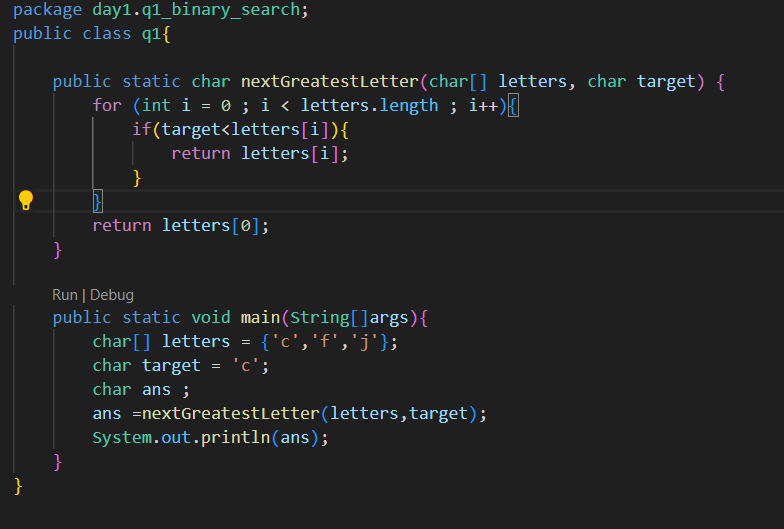 package day1.q1_binary_search;
public class q1{
    public static char nextGreatestLetter(char[] letters, char target) {
        for (int i = 0 ; i < letters.length ; i++){
            if(target<letters[i]){
                return letters[i];
            }
        }
        return letters[0];
    }
    Run | Debug
    public static void main(String[]args){
        char[] letters = {'c','f','j'};
        char target = 'c';
        char ans ;
        ans =nextGreatestLetter(letters,target);
        System.out.println(ans);
    }
}